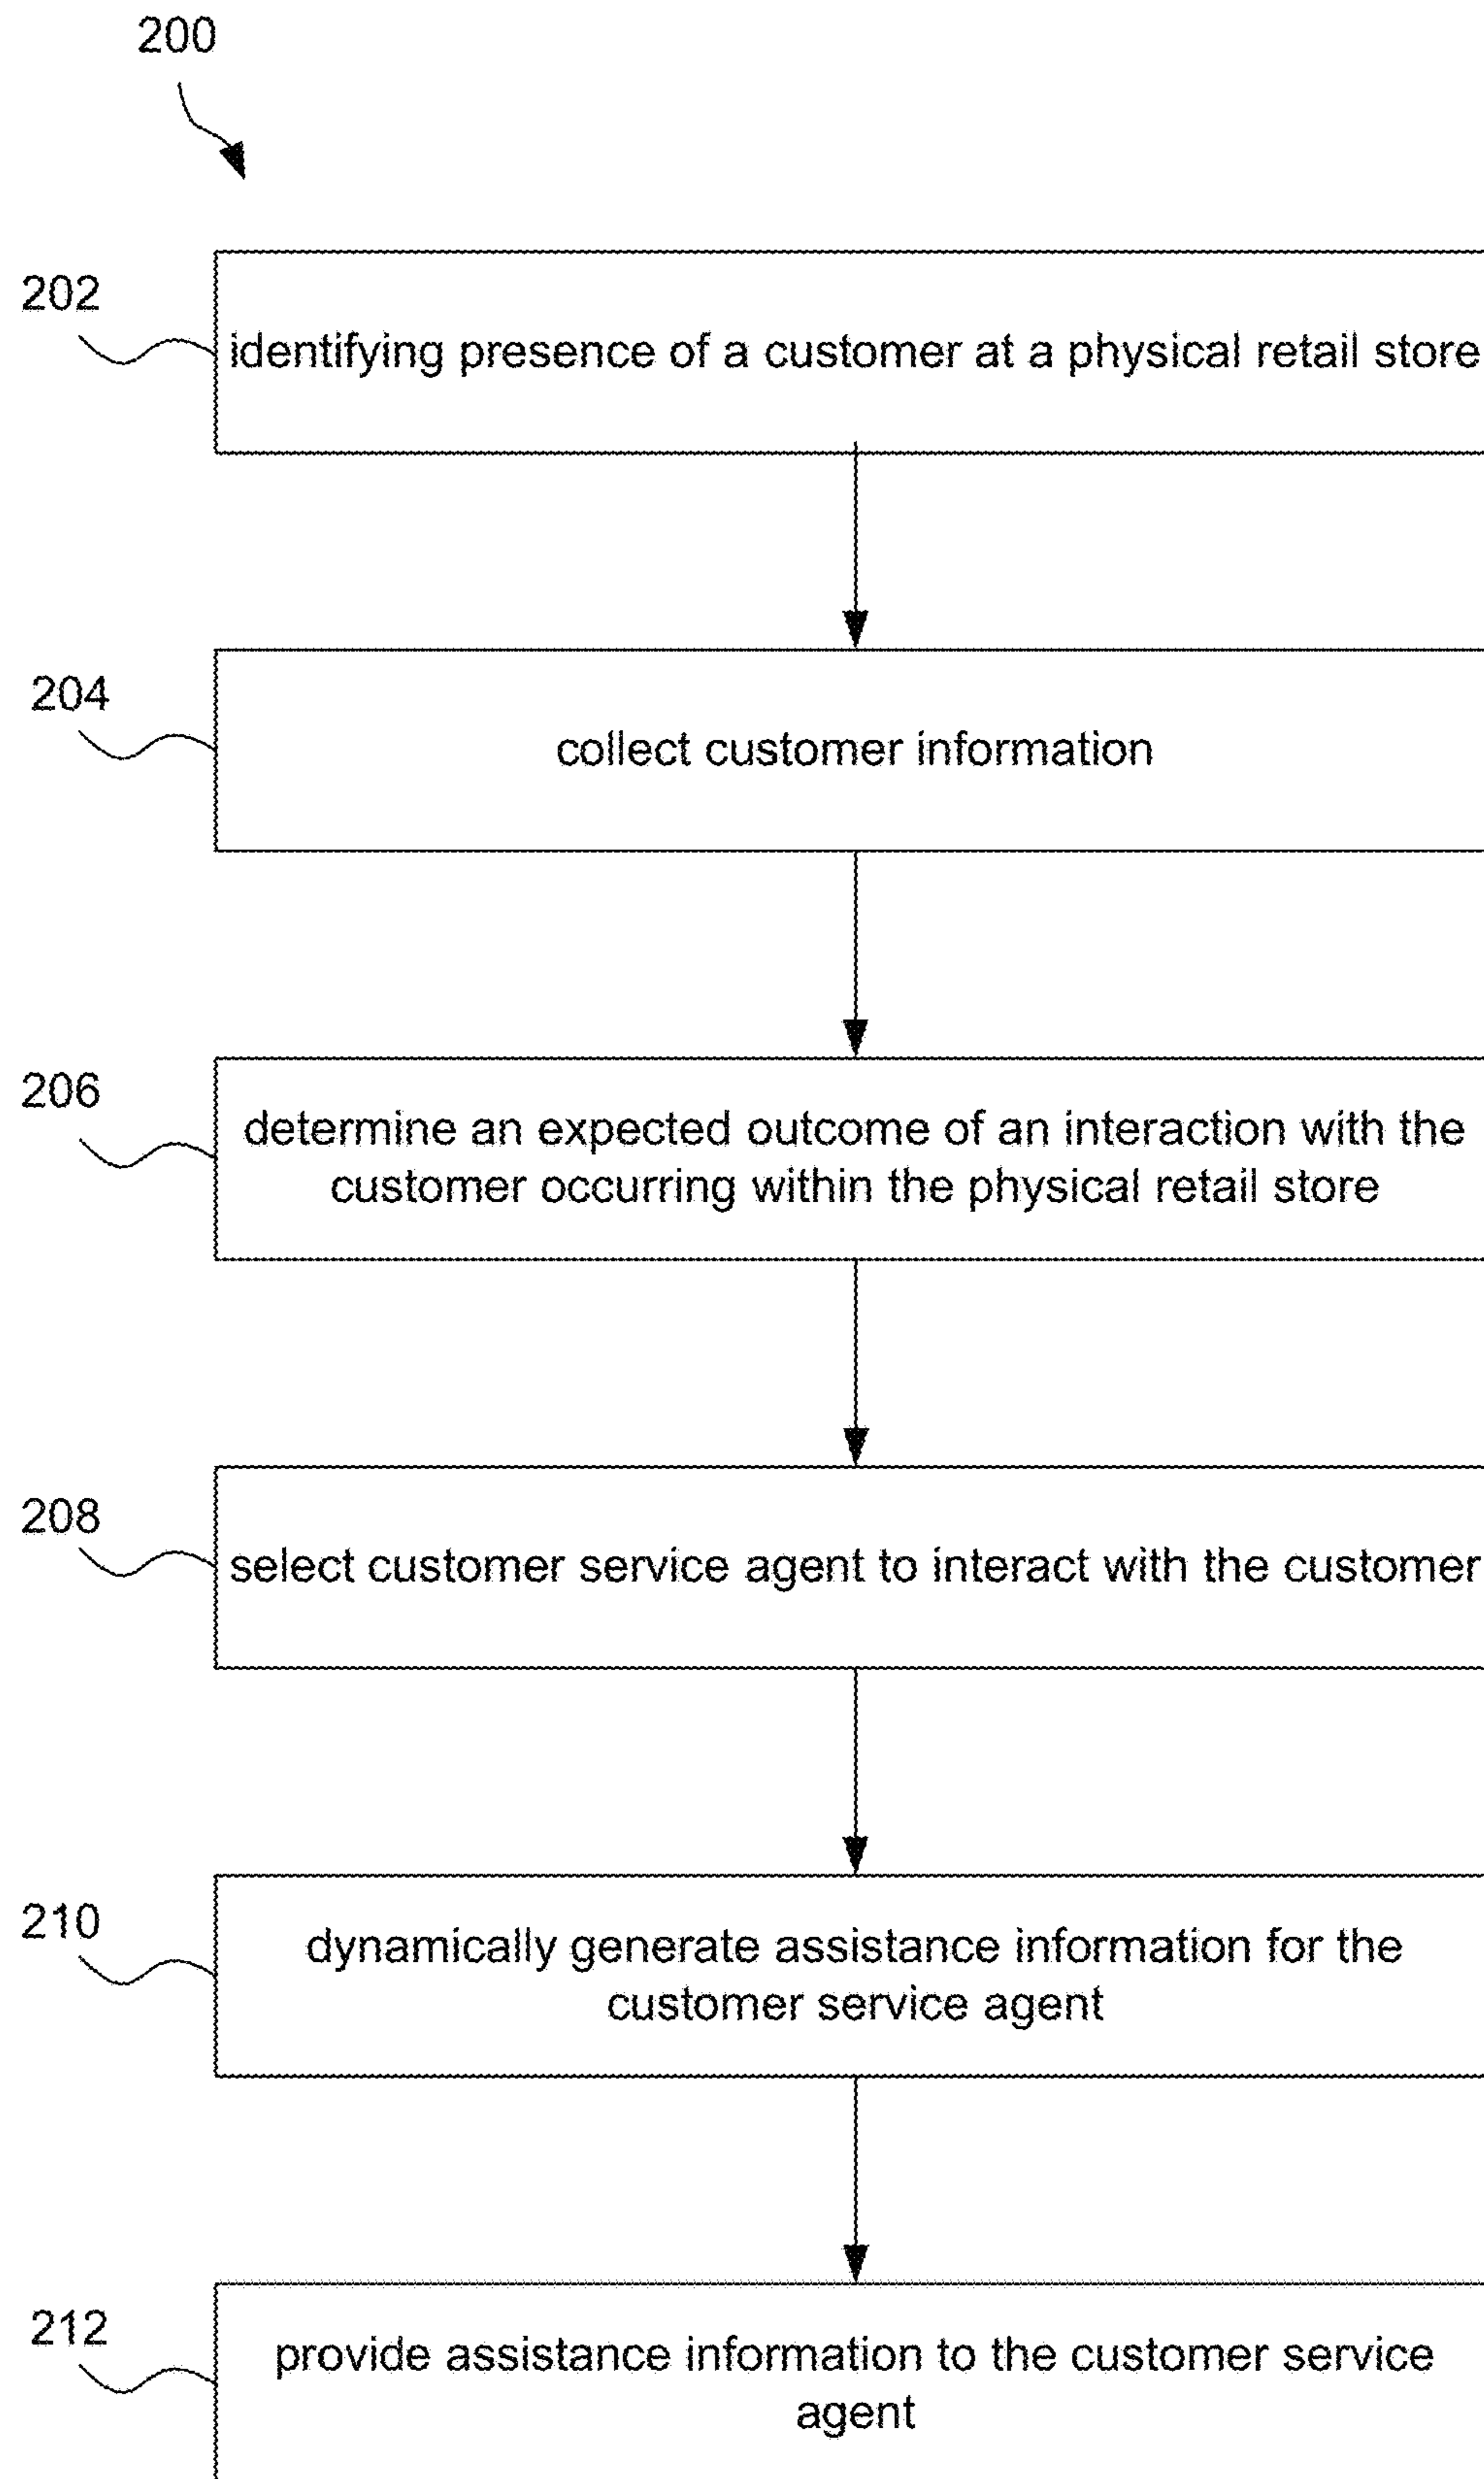 200
202
identifying presence of a customer at a physical retail store
204
collect customer information
206
determine an expected outcome of an interaction with the
customer occurring within the physical retail store
208
select customer service agent to interact with the customer
210
dynamically generate assistance information for the
customer service agent
212
provide assistance information to the customer service
agent